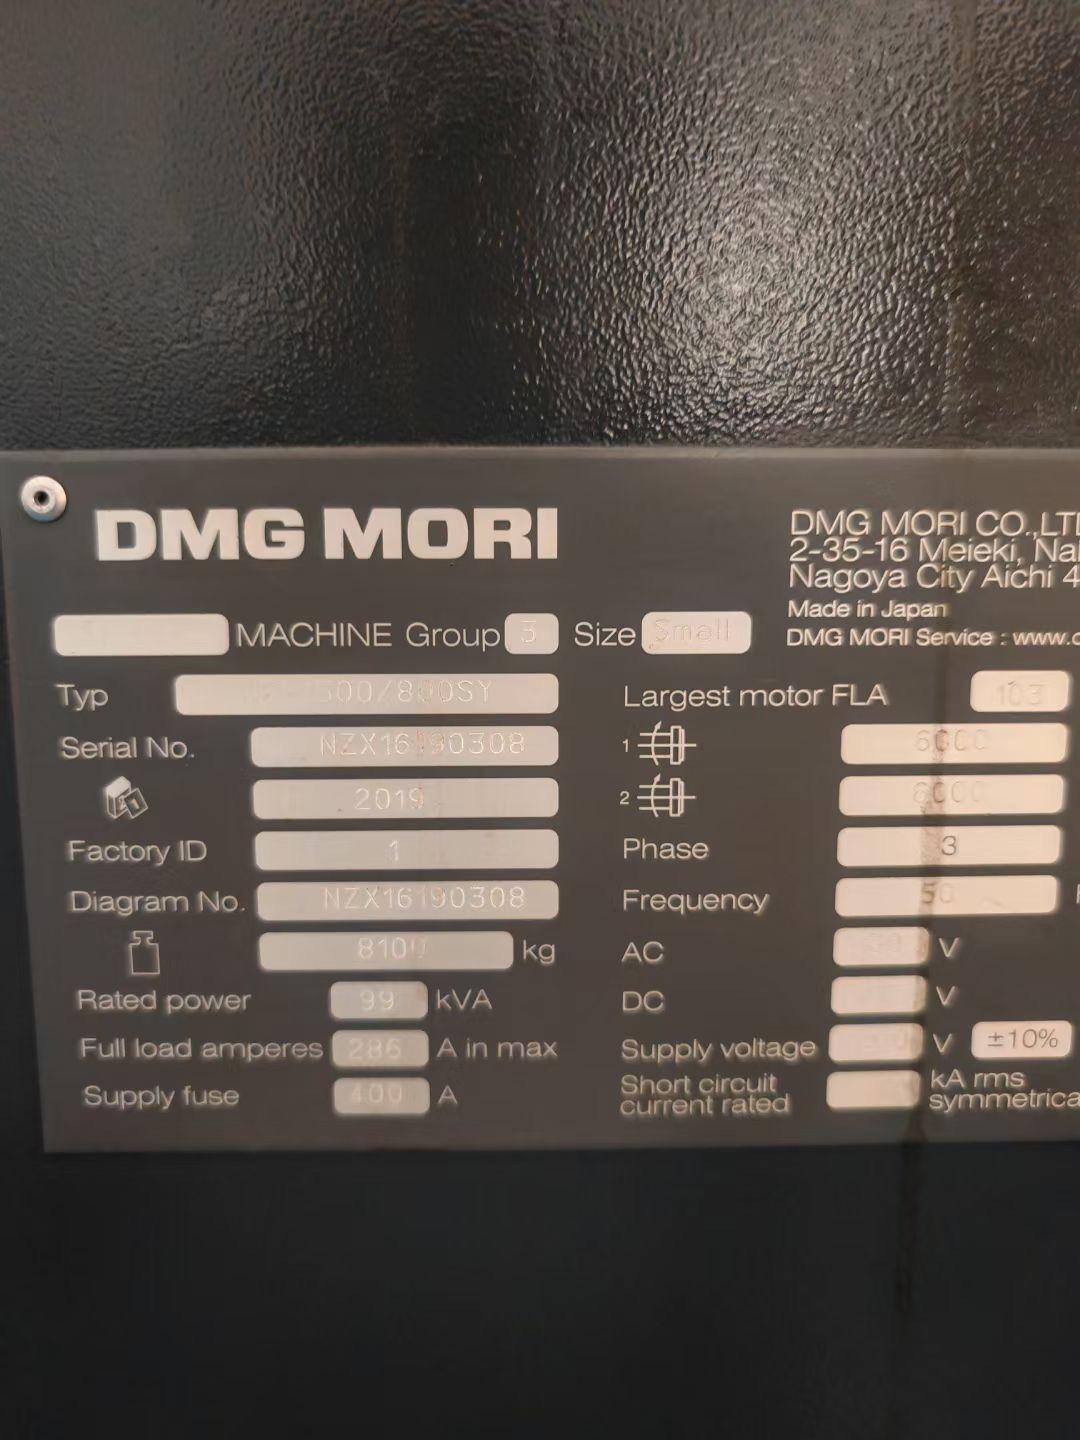 DMG MORI
DMG MORI CO.,LTD
2-35-16 Meieki,
Nagoya City Aichi 4
Made in Japan
DMG MORI Service : www.
MACHINE Group 3 Size Small
Typ 500/800SY
Serial No. NZX16190308
2019
Factory ID 1
Diagram No. NZX16190308
8100 kg
Rated power 99 kVA
Full load amperes 286 A in max
Supply fuse 400 A
Largest motor FLA 103
1 6000
2 6000
Phase 3
Frequency 50
AC V
DC V
Supply voltage V ±10%
Short circuit current rated kA rms symmetrica